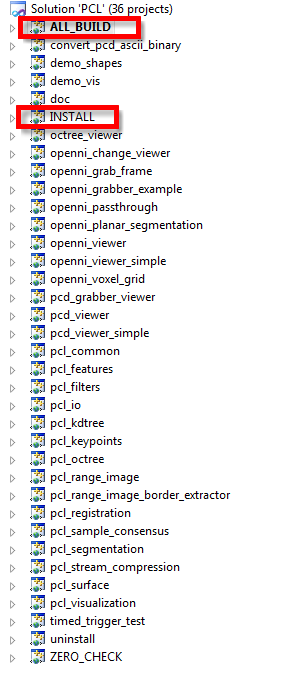 Solution 'PCL' (36 projects)
ALL_BUILD
convert_pcd_ascii_binary
demo_shapes
demo_vis
doc
INSTALL
octree_viewer
openni_change_viewer
openni_grab_frame
openni_grabber_example
openni_passthrough
openni_planar_segmentation
openni_viewer
openni_viewer_simple
openni_voxel_grid
pcd_grabber_viewer
pcd_viewer
pcd_viewer_simple
pcl_common
pcl_features
pcl_filters
pcl_io
pcl_kdtree
pcl_keypoints
pcl_octree
pcl_range_image
pcl_range_image_border_extractor
pcl_registration
pcl_sample_consensus
pcl_segmentation
pcl_stream_compression
pcl_surface
pcl_visualization
timed_trigger_test
uninstall
ZERO_CHECK